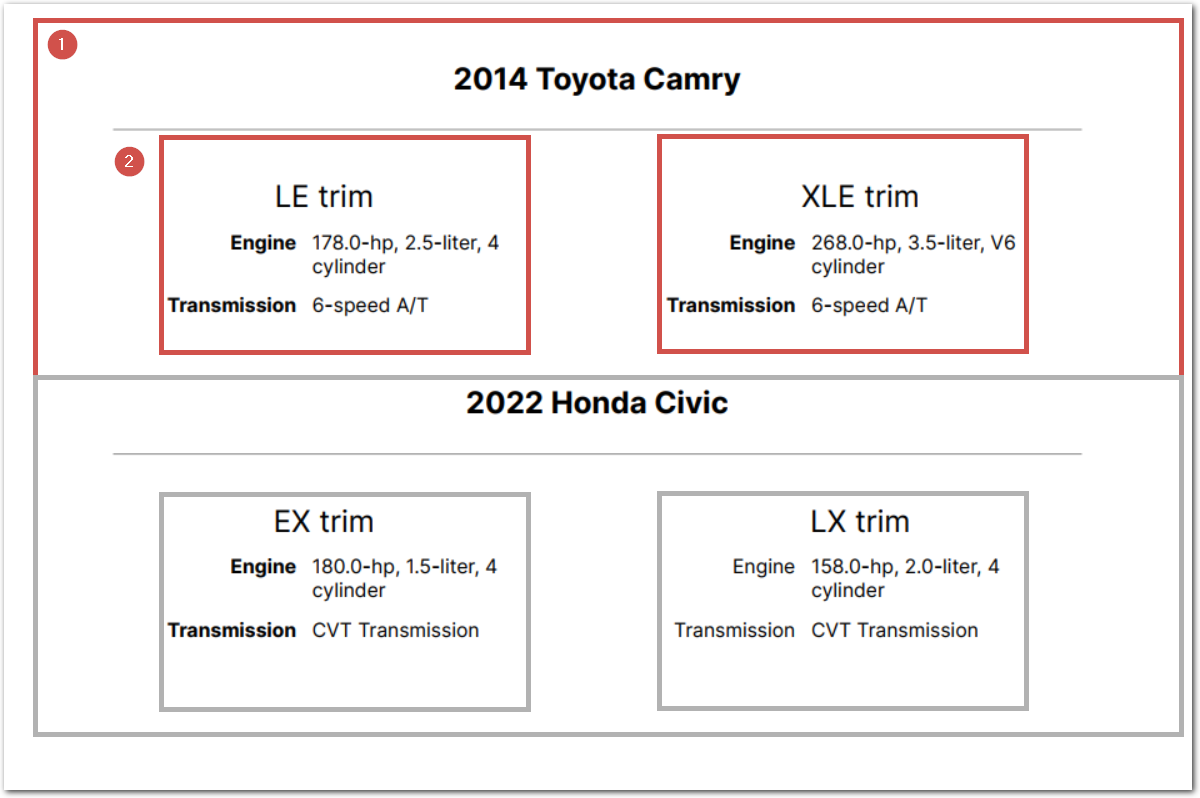 1
2014 Toyota Camry
2
LE trim
Engine 178.0-hp, 2.5-liter, 4
cylinder
Transmission 6-speed A/T
XLE trim
Engine 268.0-hp, 3.5-liter, V6
cylinder
Transmission 6-speed A/T
2022 Honda Civic
EX trim
Engine 180.0-hp, 1.5-liter, 4
cylinder
Transmission CVT Transmission
LX trim
Engine 158.0-hp, 2.0-liter, 4
cylinder
Transmission CVT Transmission